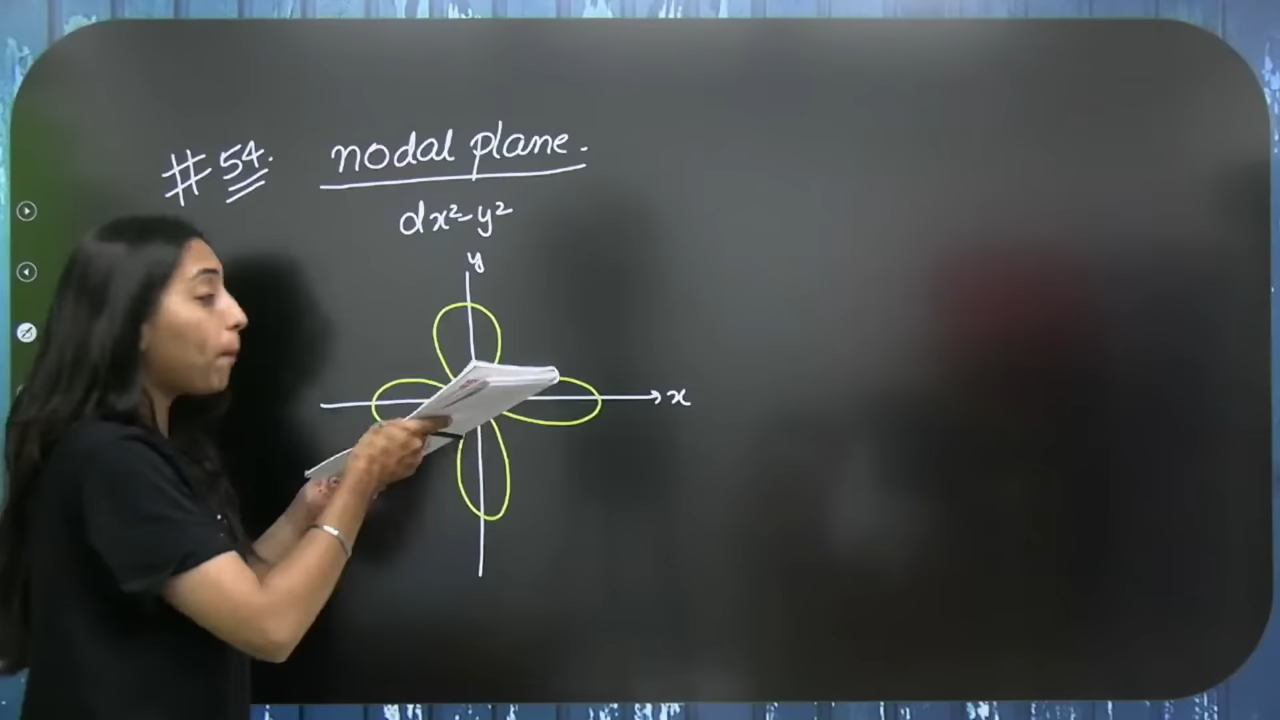 #54. nodal plane.
dx²-y²
y
x